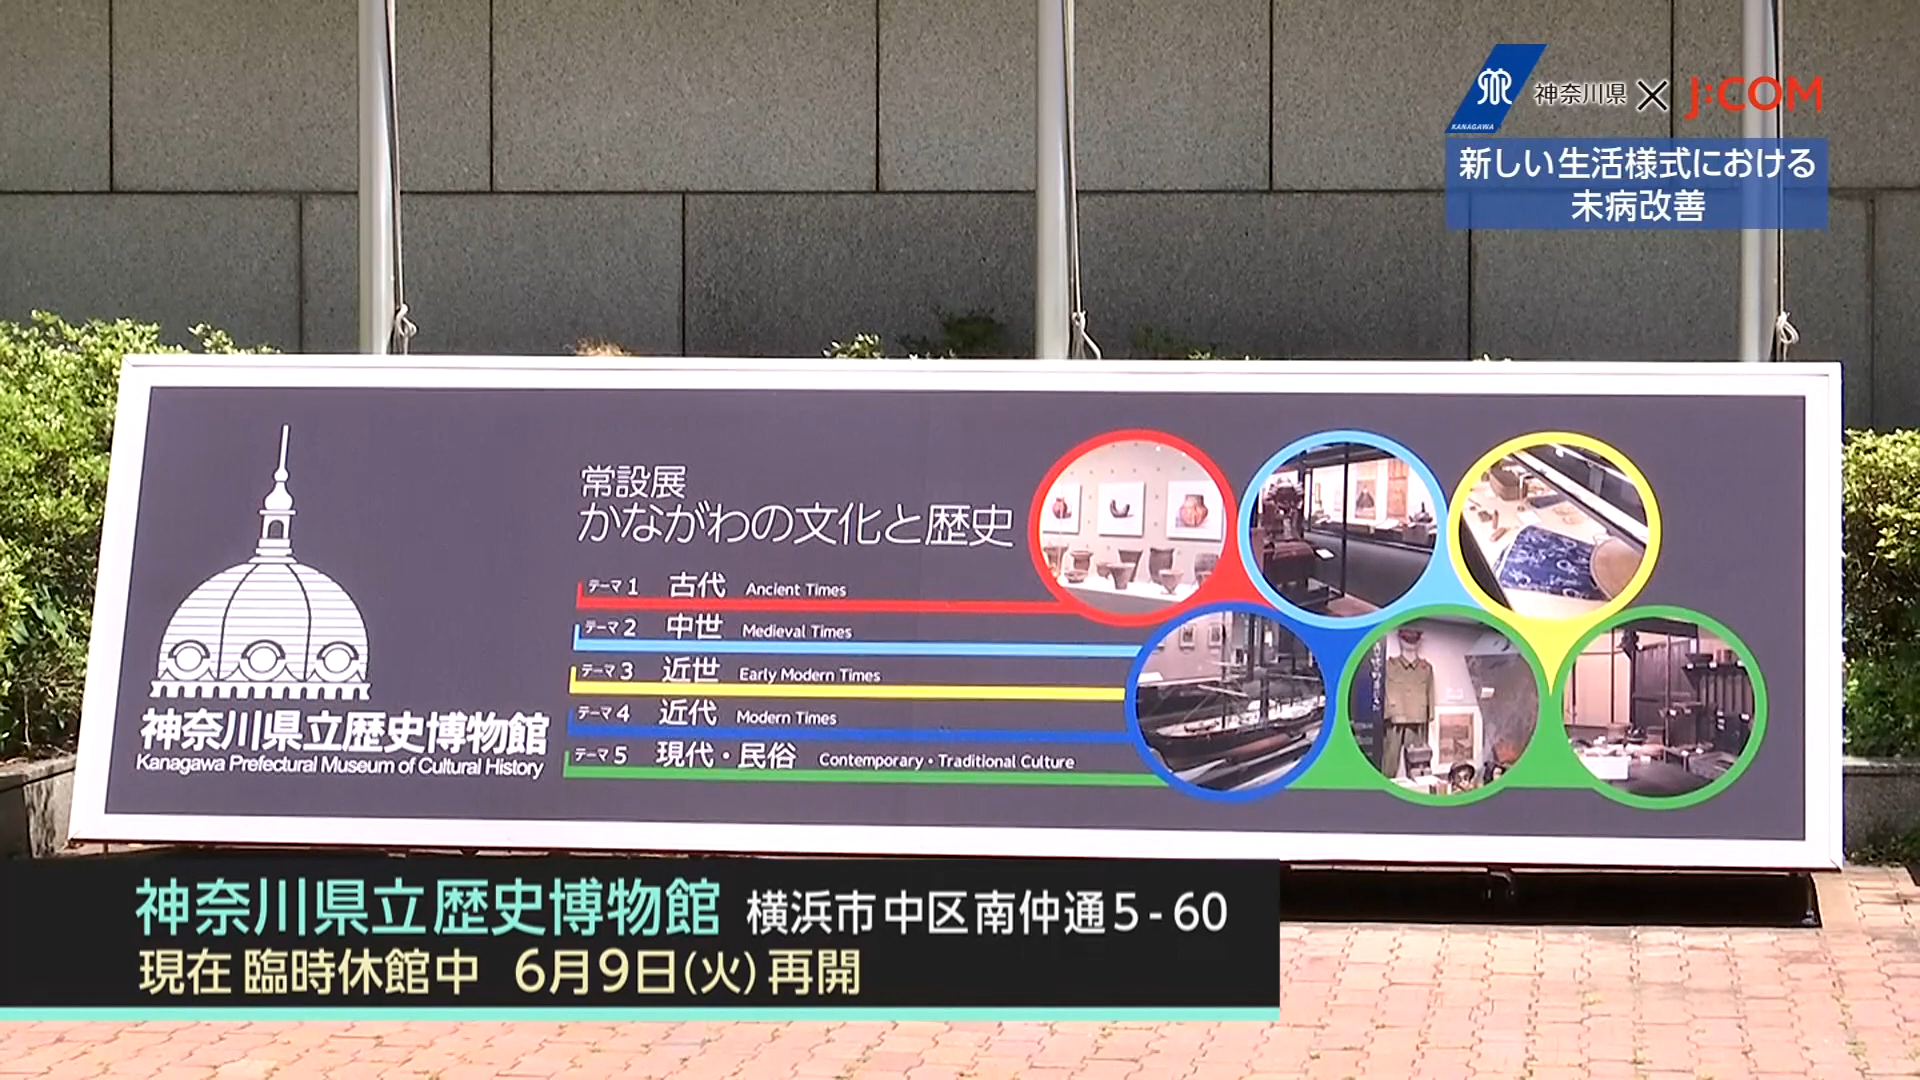 神奈川県 × J:COM
KANAGAWA
新しい生活様式における
未病改善
常設展
かながわの文化と歴史
テーマ1 古代 Ancient Times
テーマ2 中世 Medieval Times
テーマ3 近世 Early Modern Times
テーマ4 近代 Modern Times
テーマ5 現代・民俗 Contemporary・Traditional Culture
神奈川県立歴史博物館
Kanagawa Prefectural Museum of Cultural History
神奈川県立歴史博物館 横浜市中区南仲通5-60
現在 臨時休館中 6月9日(火)再開